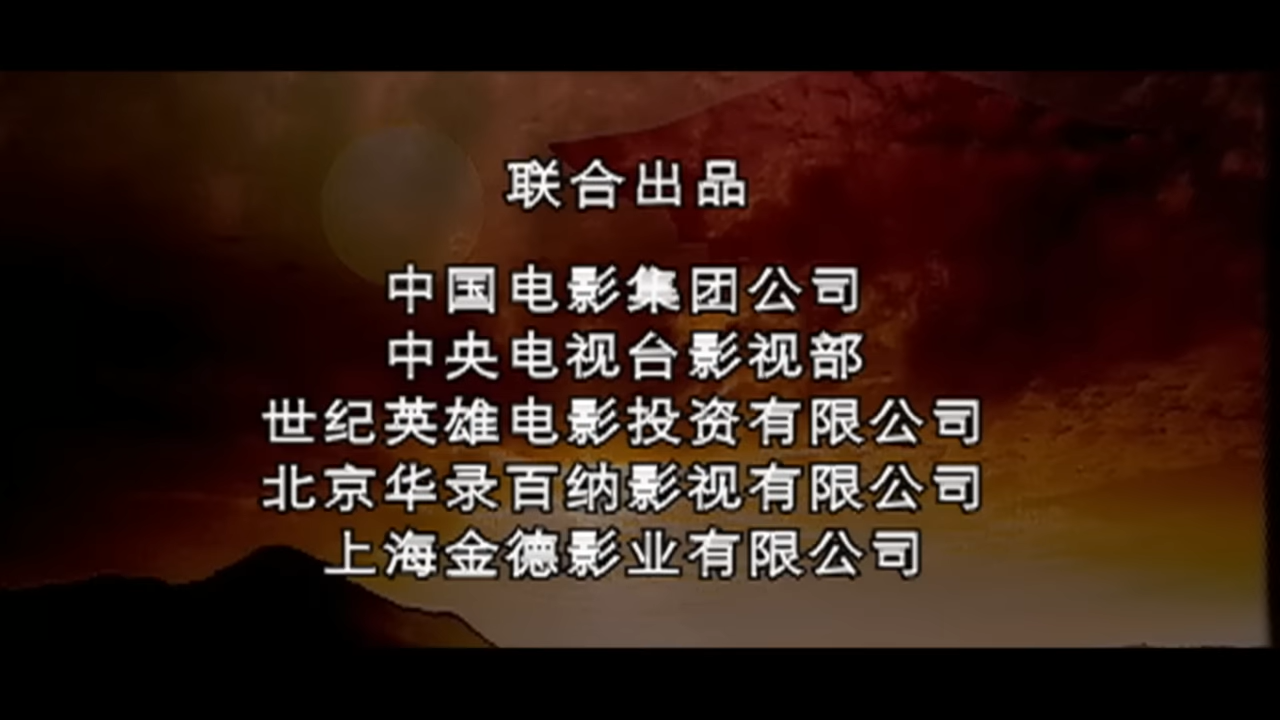 联合出品
中国电影集团公司
中央电视台影视部
世纪英雄电影投资有限公司
北京华录百纳影视有限公司
上海金德影业有限公司